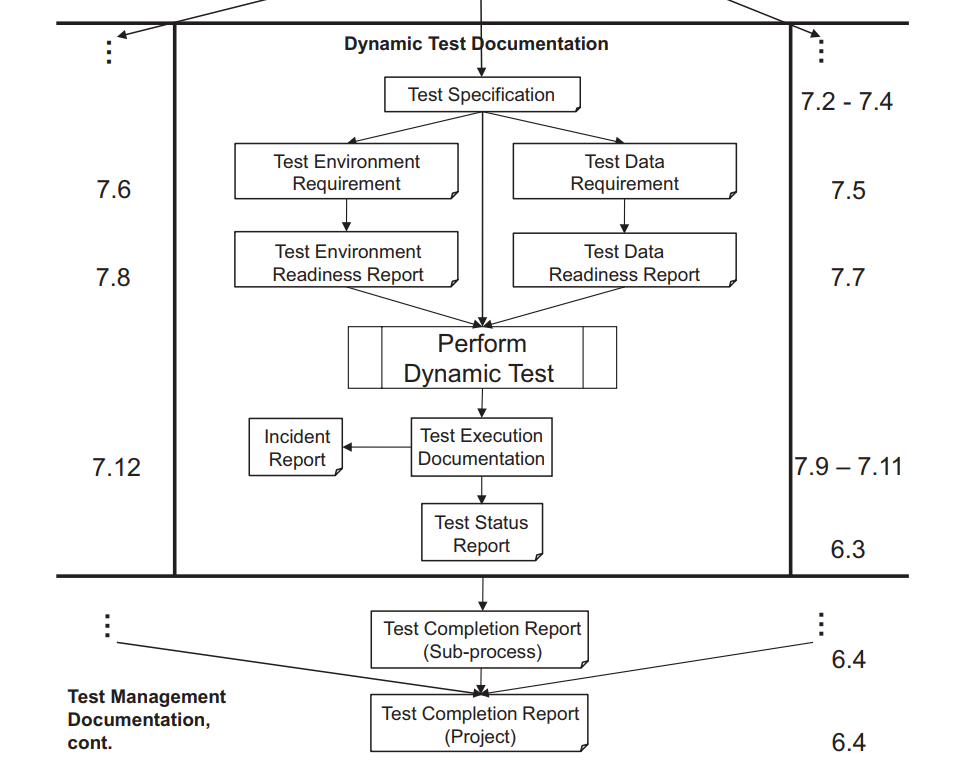 Dynamic Test Documentation
Test Specification
7.2 - 7.4
Test Environment
Requirement
Test Data
Requirement
7.6
7.5
Test Environment
Readiness Report
Test Data
Readiness Report
7.8
7.7
Perform
Dynamic Test
Incident
Report
Test Execution
Documentation
7.12
7.9 – 7.11
Test Status
Report
6.3
Test Completion Report
(Sub-process)
6.4
Test Management
Documentation,
cont.
Test Completion Report
(Project)
6.4